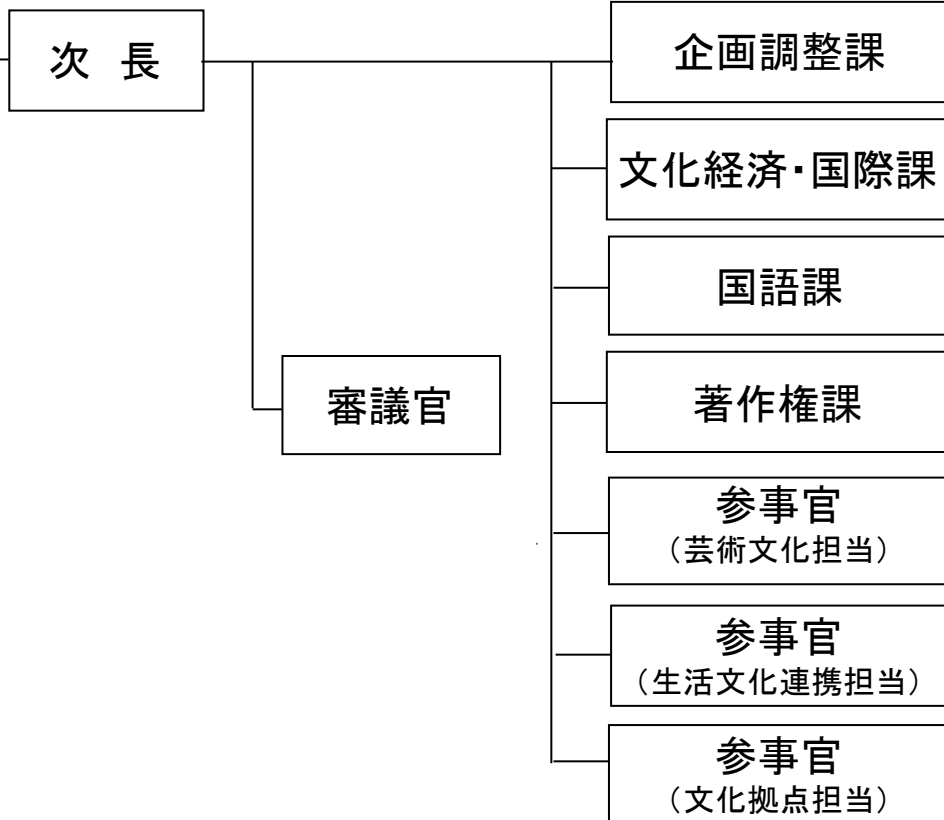 次 長
企画調整課
文化経済・国際課
国語課
審議官
著作権課
参事官
（芸術文化担当）
参事官
（生活文化連携担当）
参事官
（文化拠点担当）